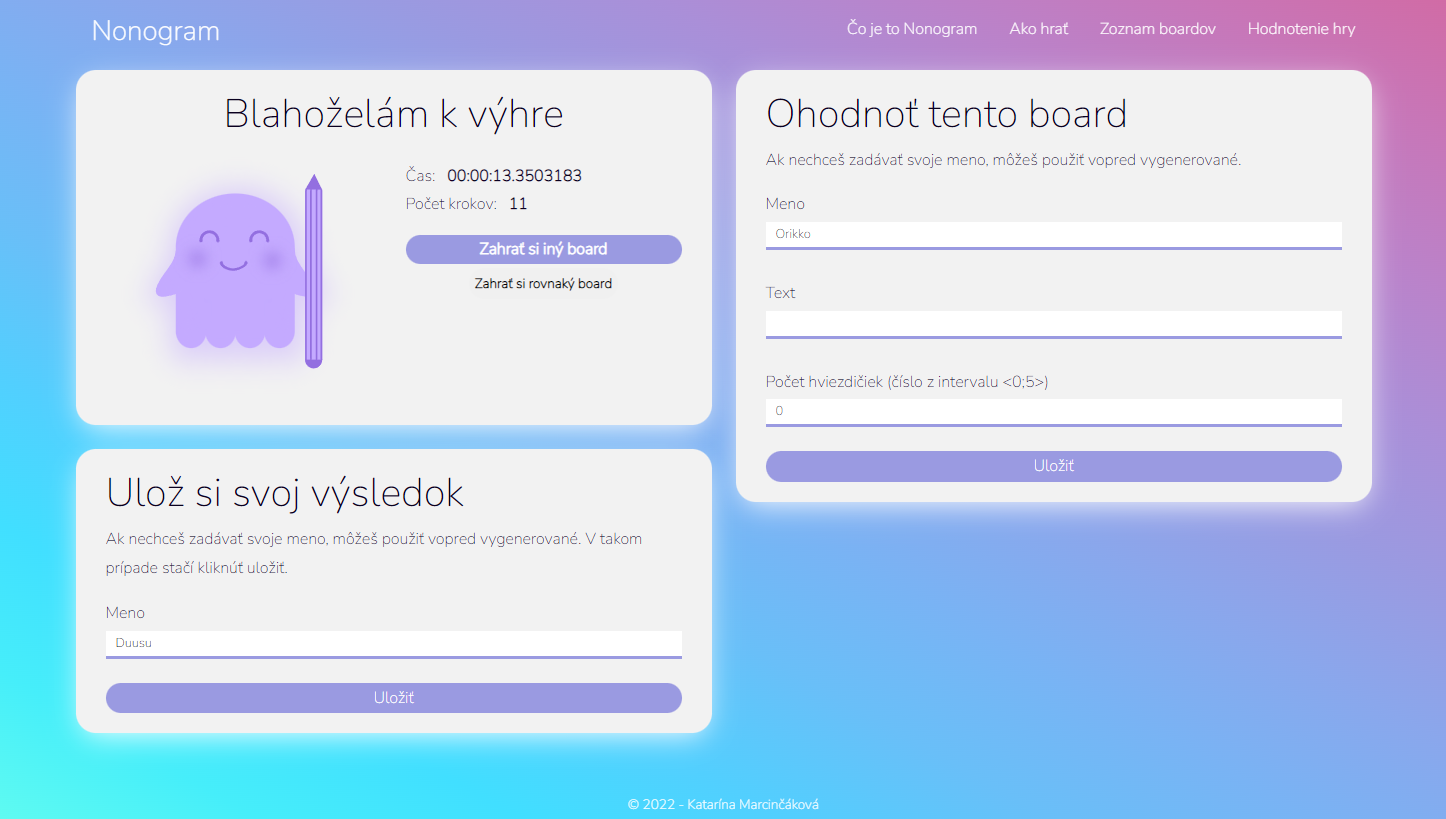 Nonogram
Čo je to Nonogram
Ako hrať
Zoznam boardov
Hodnotenie hry
Blahoželám k výhre
Čas: 00:00:13.3503183
Počet krokov: 11
Zahrať si iný board
Zahrať si rovnaký board
Ulož si svoj výsledok
Ak nechceš zadávať svoje meno, môžeš použiť vopred vygenerované. V takom
prípade stačí kliknúť uložiť.
Meno
Duusu
Uložiť
Ohodnoť tento board
Ak nechceš zadávať svoje meno, môžeš použiť vopred vygenerované.
Meno
Orikko
Text
Počet hviezdičiek (číslo z intervalu <0;5>)
0
Uložiť
© 2022 - Katarína Marcinčáková